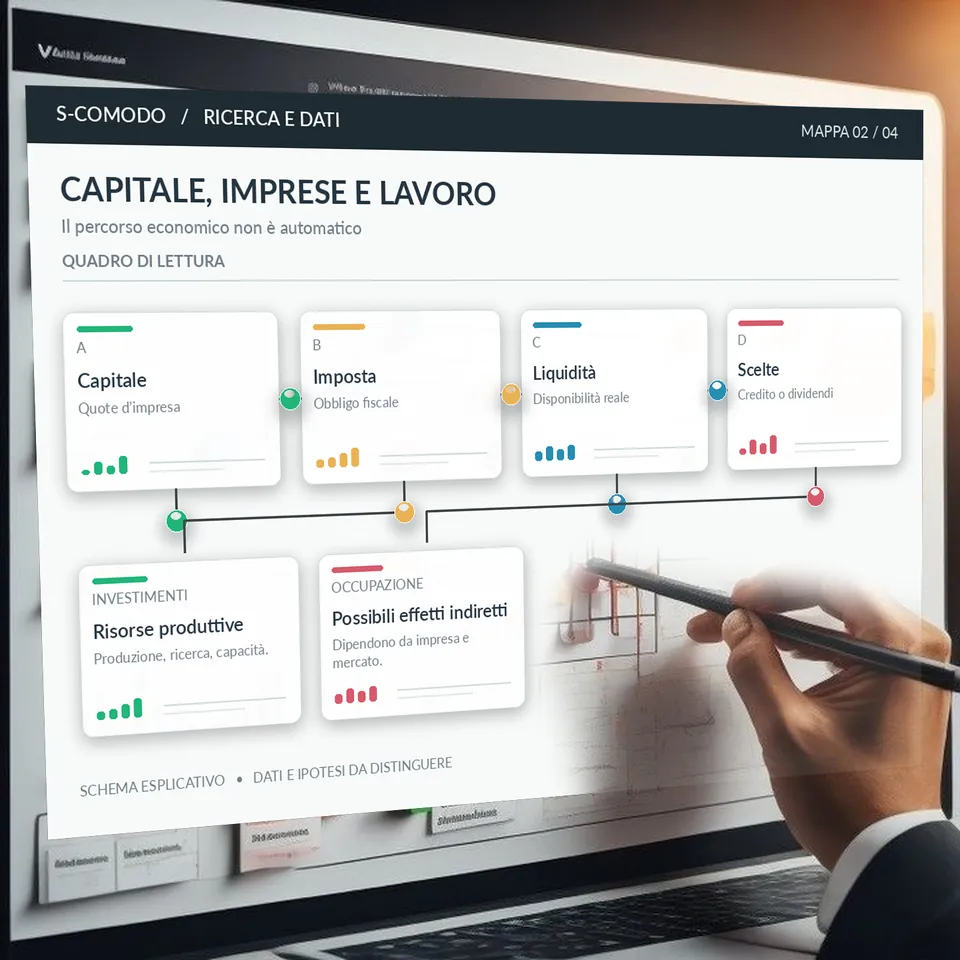 S-COMODO / RICERCA E DATI
MAPPA 02 / 04
CAPITALE, IMPRESE E LAVORO
Il percorso economico non è automatico
QUADRO DI LETTURA
A
Capitale
Quote d'impresa
B
Imposta
Obbligo fiscale
C
Liquidità
Disponibilità reale
D
Scelte
Credito o dividendi
INVESTIMENTI
Risorse produttive
Produzione, ricerca, capacità.
OCCUPAZIONE
Possibili effetti indiretti
Dipendono da impresa e
mercato.
SCHEMA ESPLICATIVO • DATI E IPOTESI DA DISTINGUERE